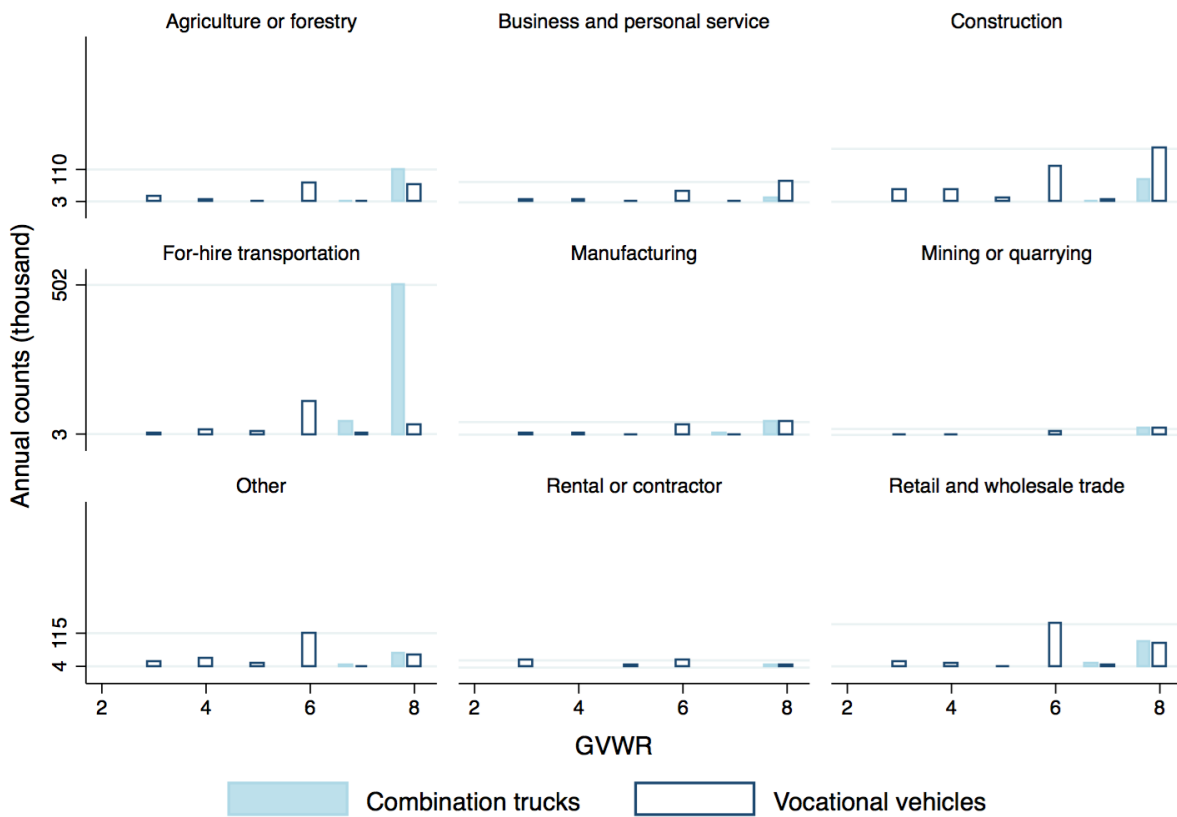 Agriculture or forestry
Business and personal service
Construction
110
3
For-hire transportation
Manufacturing
Mining or quarrying
502
3
Annual counts (thousand)
Other
Rental or contractor
Retail and wholesale trade
115
4
2 4 6 8
2 4 6 8
2 4 6 8
GVWR
Combination trucks
Vocational vehicles